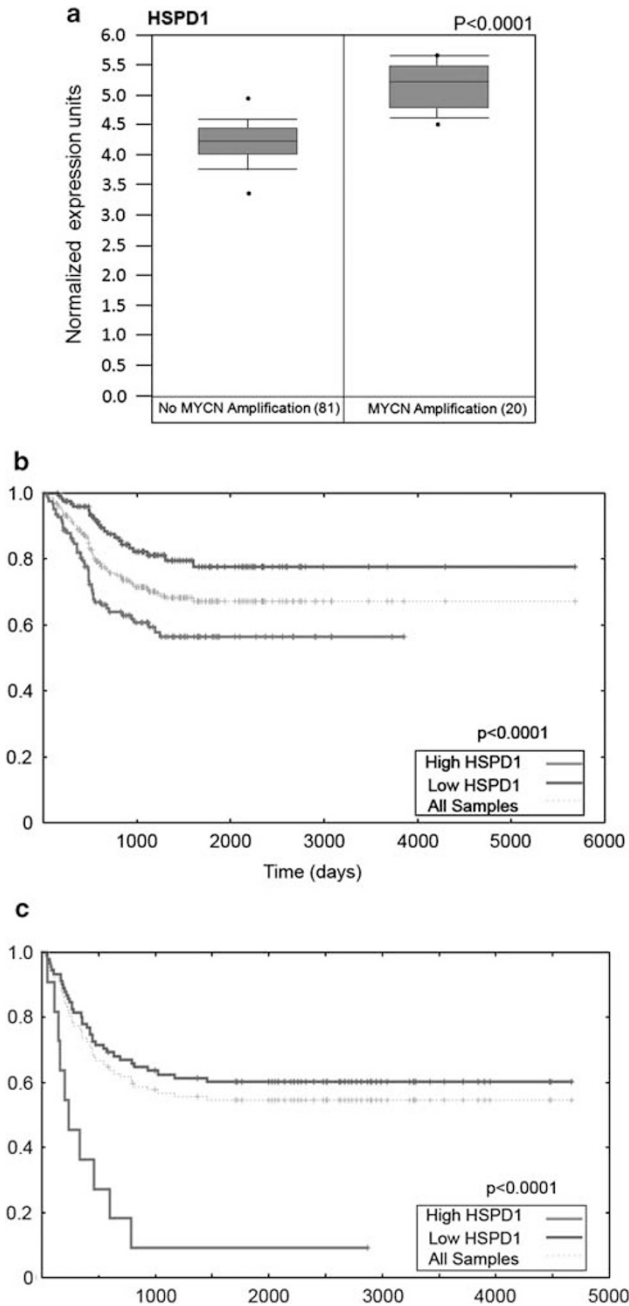 a
HSPD1
P<0.0001
6.0
5.5
5.0
4.5
4.0
3.5
3.0
2.5
2.0
1.5
1.0
0.5
0.0
Normalized expression units
No MYCN Amplification (81)
MYCN Amplification (20)
b
1.0
0.8
0.6
0.4
0.2
0
p<0.0001
High HSPD1
Low HSPD1
All Samples
1000 2000 3000 4000 5000 6000
Time (days)
c
1.0
0.8
0.6
0.4
0.2
0
p<0.0001
High HSPD1
Low HSPD1
All Samples
1000 2000 3000 4000 5000